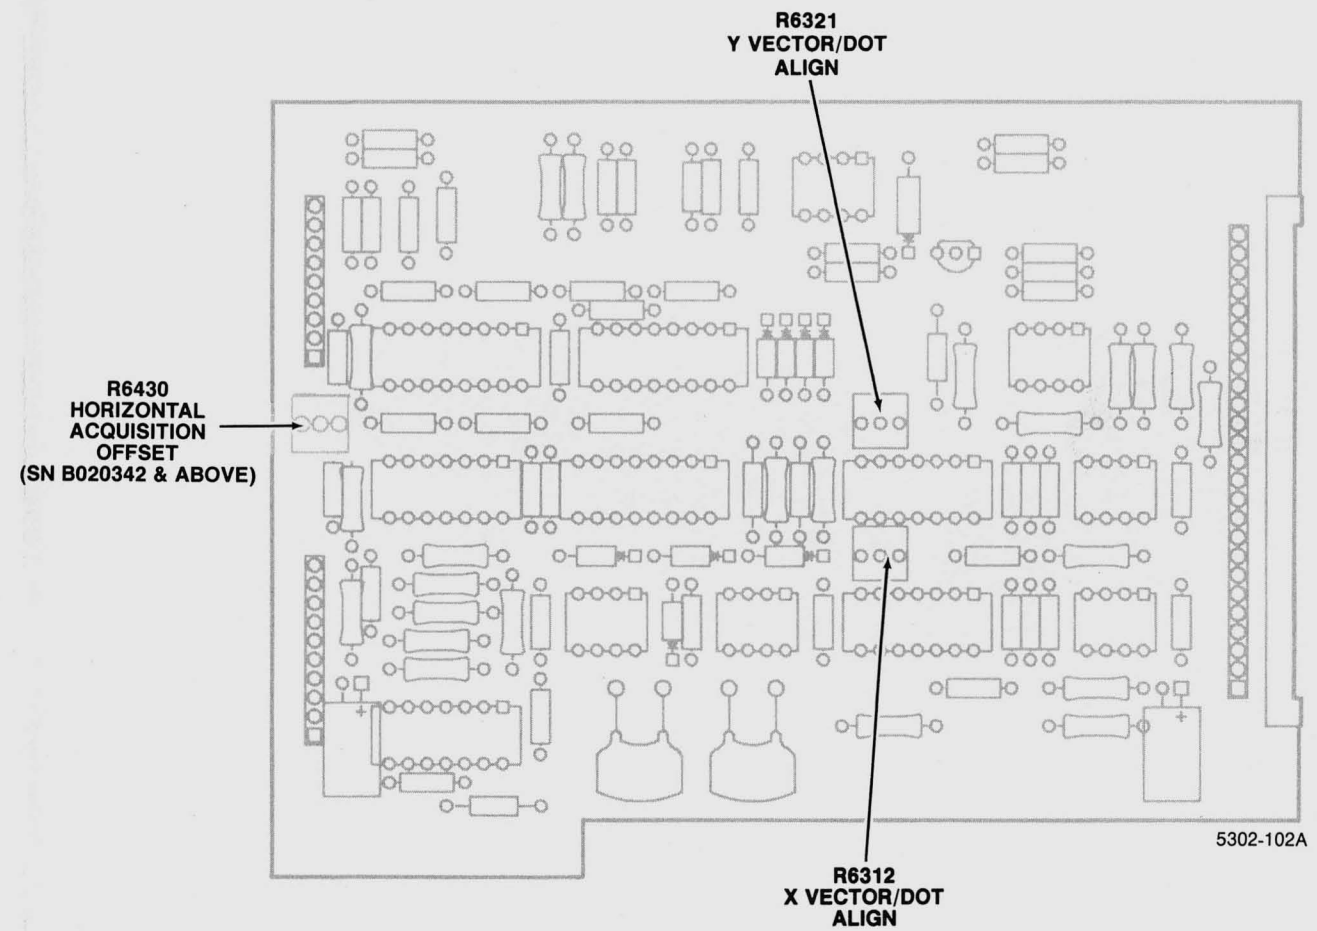 R6321
Y VECTOR/DOT
ALIGN
R6430
HORIZONTAL
ACQUISITION
OFFSET
(SN B020342 & ABOVE)
+
+
5302-102A
R6312
X VECTOR/DOT
ALIGN